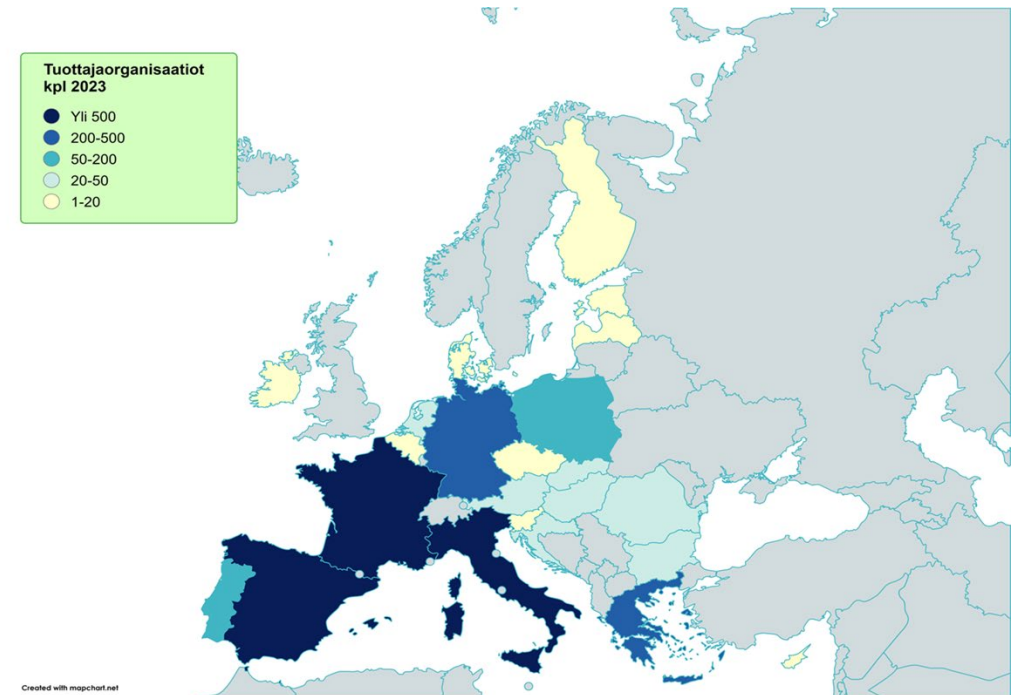 Tuottajaorganisaatiot
kpl 2023
Yli 500
200-500
50-200
20-50
1-20
Created with mapchart.net